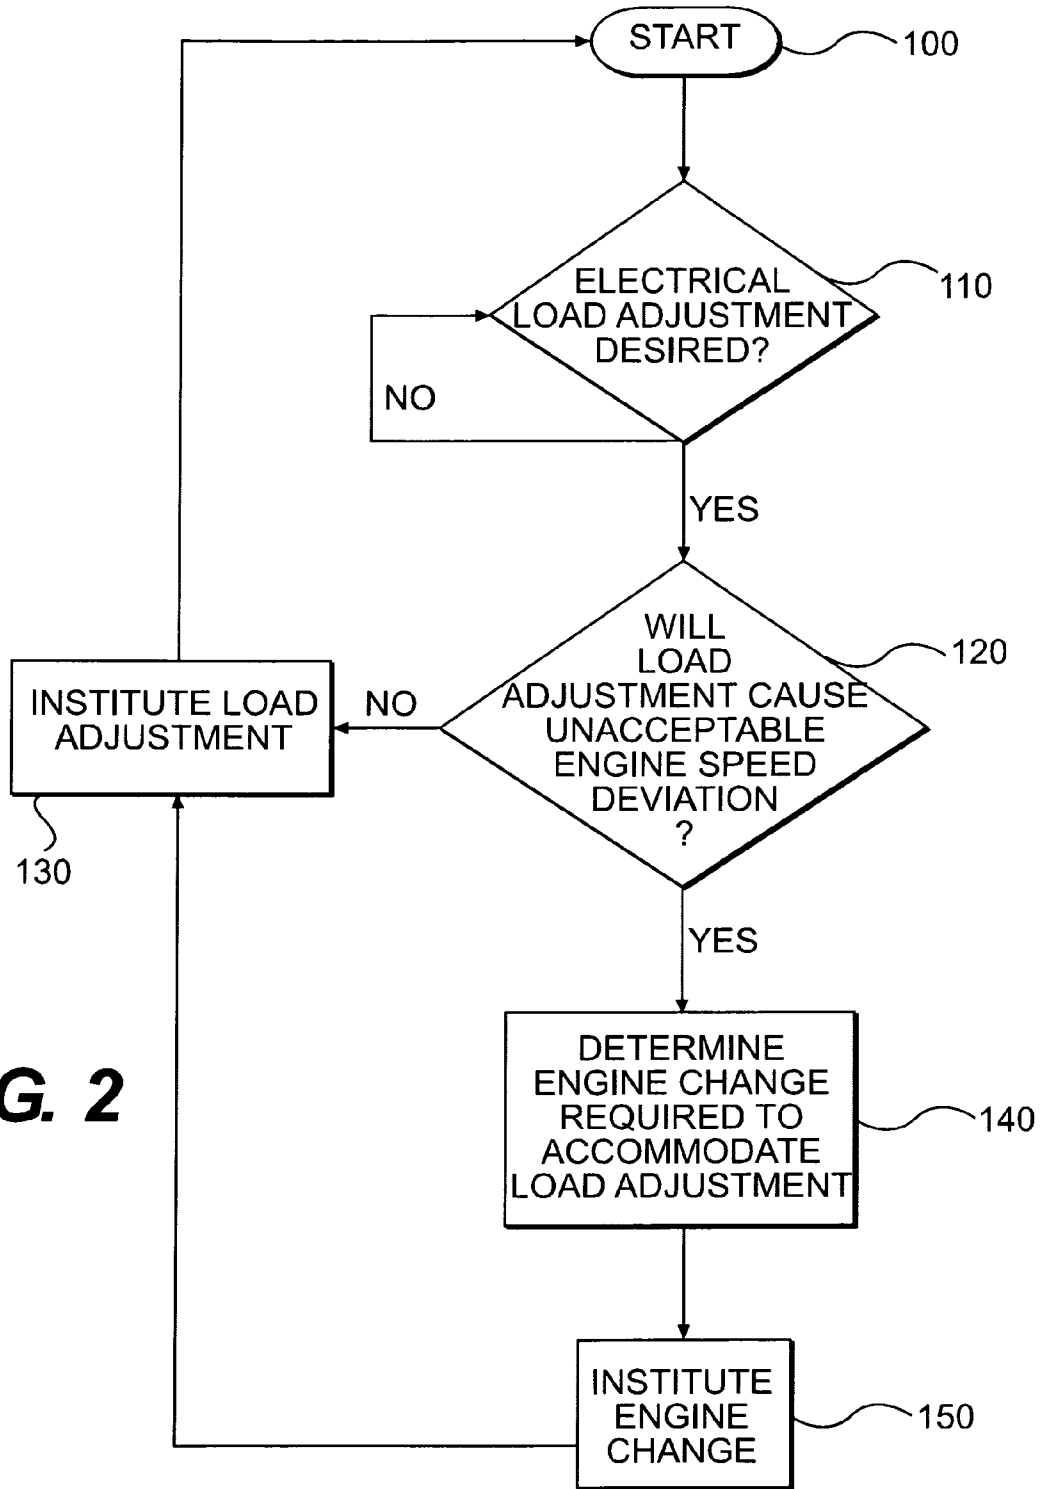 START
100
ELECTRICAL
LOAD ADJUSTMENT
DESIRED?
110
NO
YES
WILL
LOAD
ADJUSTMENT CAUSE
UNACCEPTABLE
ENGINE SPEED
DEVIATION
?
120
NO
INSTITUTE LOAD
ADJUSTMENT
130
YES
DETERMINE
ENGINE CHANGE
REQUIRED TO
ACCOMMODATE
LOAD ADJUSTMENT
140
G. 2
INSTITUTE
ENGINE
CHANGE
150